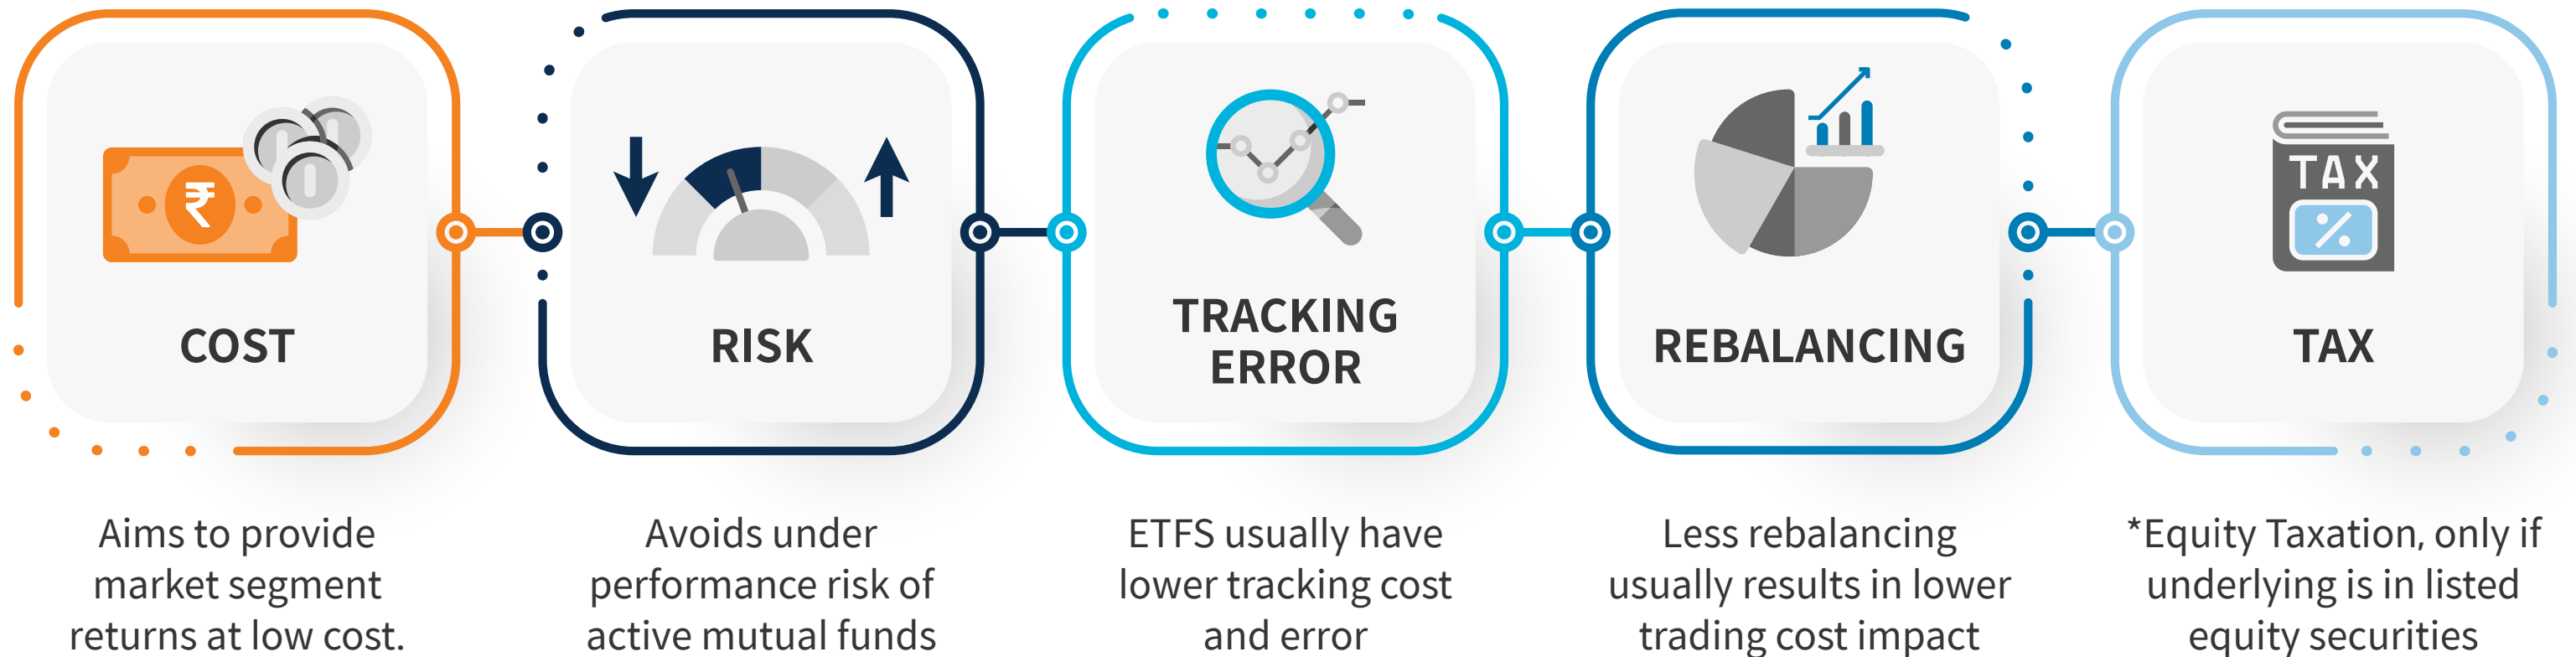 ₹
COST
Aims to provide
market segment
returns at low cost.
RISK
Avoids under
performance risk of
active mutual funds
TRACKING
ERROR
ETFS usually have
lower tracking cost
and error
REBALANCING
Less rebalancing
usually results in lower
trading cost impact
TAX
%
TAX
*Equity Taxation, only if
underlying is in listed
equity securities